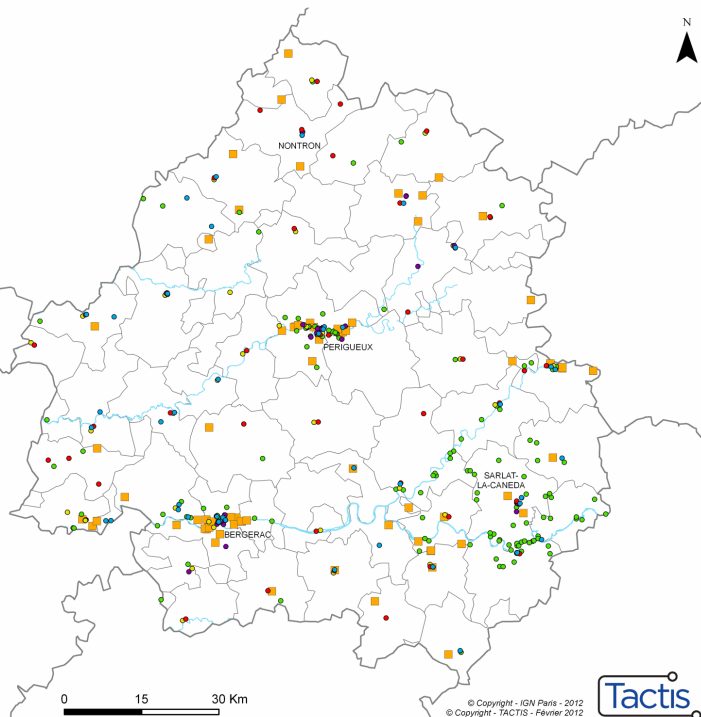 N
NONTRON
PERIGUEUX
SARLAT-
LA-CANEDA
BERGERAC
0 15 30 Km
© Copyright - IGN Paris - 2012
© Copyright - TACTIS - Février 2012
Tactis